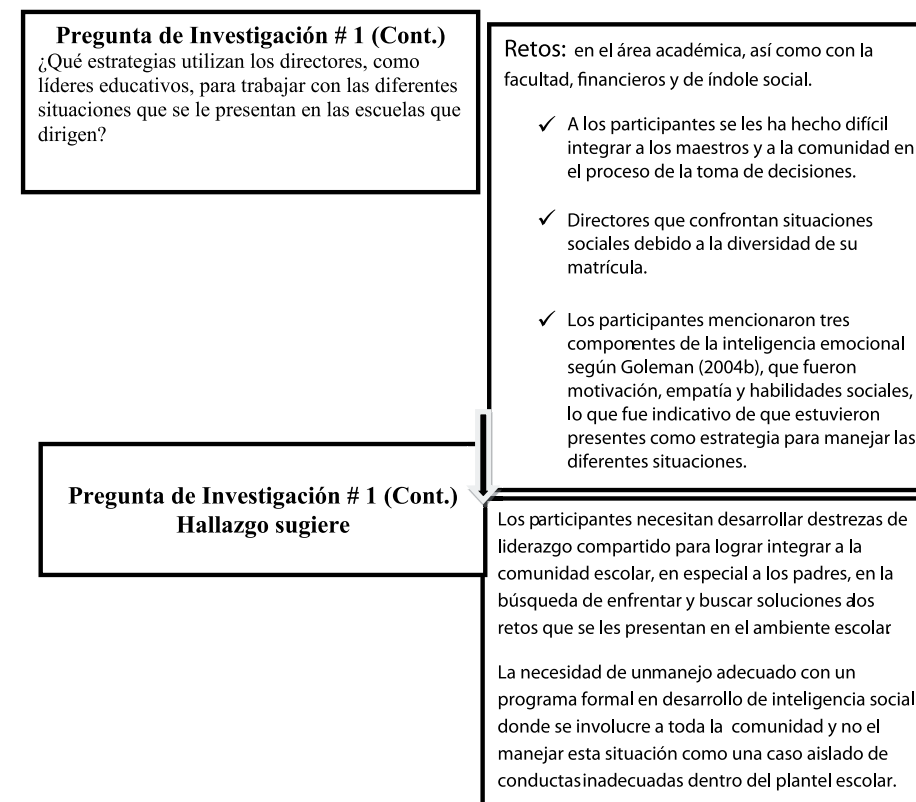 Pregunta de Investigación # 1 (Cont.)
¿Qué estrategias utilizan los directores, como
líderes educativos, para trabajar con las diferentes
situaciones que se le presentan en las escuelas que
dirigen?
Retos: en el área académica, así como con la
facultad, financieros y de índole social.
✓ A los participantes se les ha hecho difícil
integrar a los maestros y a la comunidad en
el proceso de la toma de decisiones.
✓ Directores que confrontan situaciones
sociales debido a la diversidad de su
matrícula.
✓ Los participantes mencionaron tres
componentes de la inteligencia emocional
según Goleman (2004b), que fueron
motivación, empatía y habilidades sociales,
lo que fue indicativo de que estuvieron
presentes como estrategia para manejar las
diferentes situaciones.
Pregunta de Investigación # 1 (Cont.)
Hallazgo sugiere
Los participantes necesitan desarrollar destrezas de
liderazgo compartido para lograr integrar a la
comunidad escolar, en especial a los padres, en la
búsqueda de enfrentar y buscar soluciones alos
retos que se les presentan en el ambiente escolar
La necesidad de unmanejo adecuado con un
programa formal en desarrollo de inteligencia social
donde se involucre a toda la comunidad y no el
manejar esta situación como una caso aislado de
conductasinadecuadas dentro del plantel escolar.